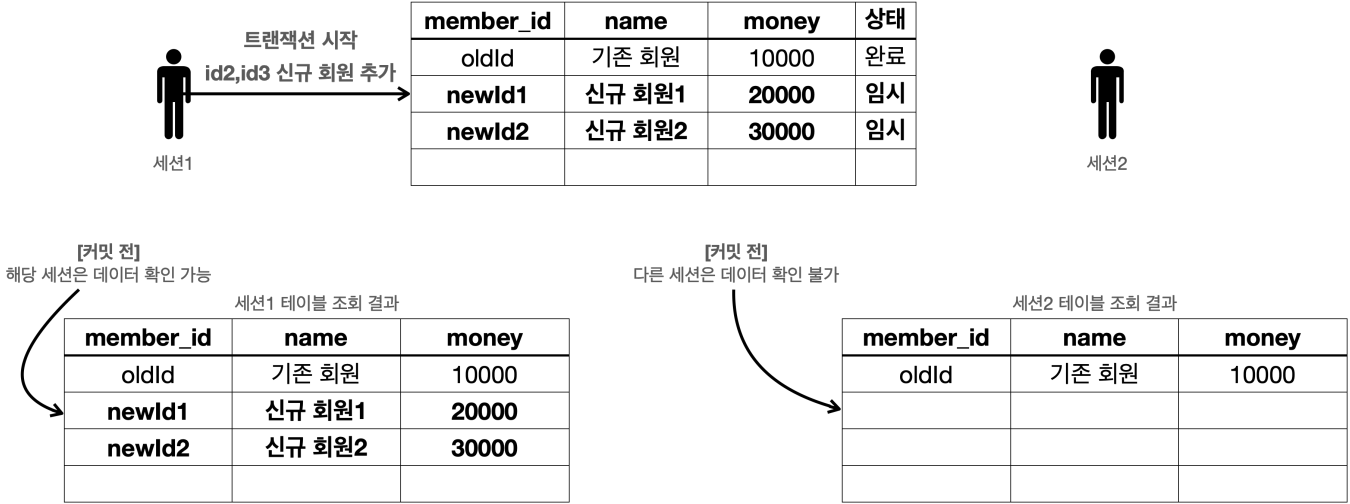 member_id name money 상태
oldId 기존 회원 10000 완료
newId1 신규 회원1 20000 임시
newId2 신규 회원2 30000 임시
트랜잭션 시작
id2,id3 신규 회원 추가
세션1
세션2
[커밋 전]
해당 세션은 데이터 확인 가능
세션1 테이블 조회 결과
member_id name money
oldId 기존 회원 10000
newId1 신규 회원1 20000
newId2 신규 회원2 30000
[커밋 전]
다른 세션은 데이터 확인 불가
세션2 테이블 조회 결과
member_id name money
oldId 기존 회원 10000